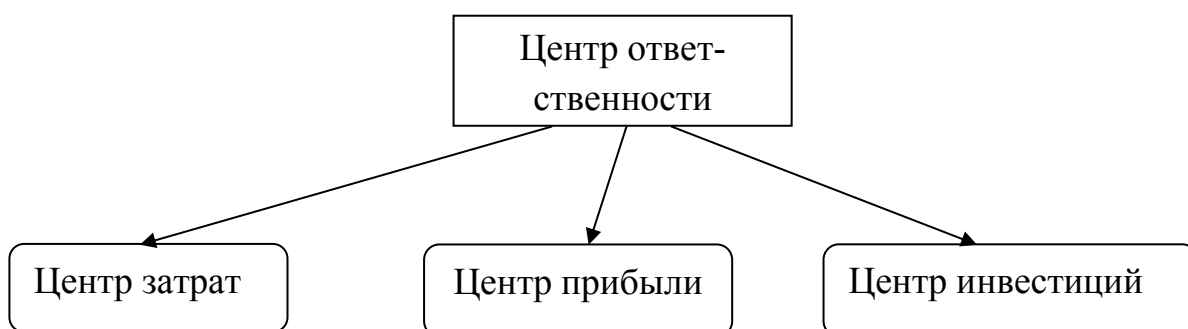 Центр ответ-
ственности
Центр затрат
Центр прибыли
Центр инвестиций